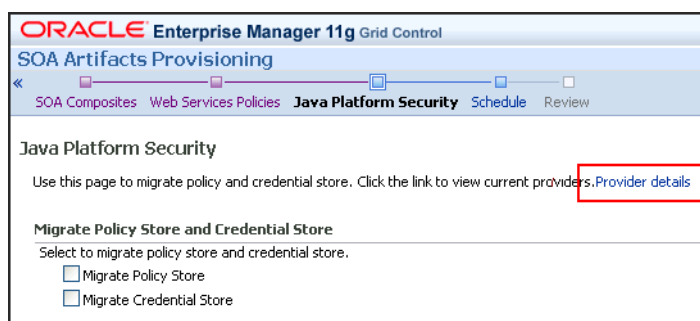 ORACLE Enterprise Manager 11g Grid Control
SOA Artifacts Provisioning
«
SOA Composites Web Services Policies Java Platform Security Schedule Review
Java Platform Security
Use this page to migrate policy and credential store. Click the link to view current providers.Provider details
Migrate Policy Store and Credential Store
Select to migrate policy store and credential store.
Migrate Policy Store
Migrate Credential Store